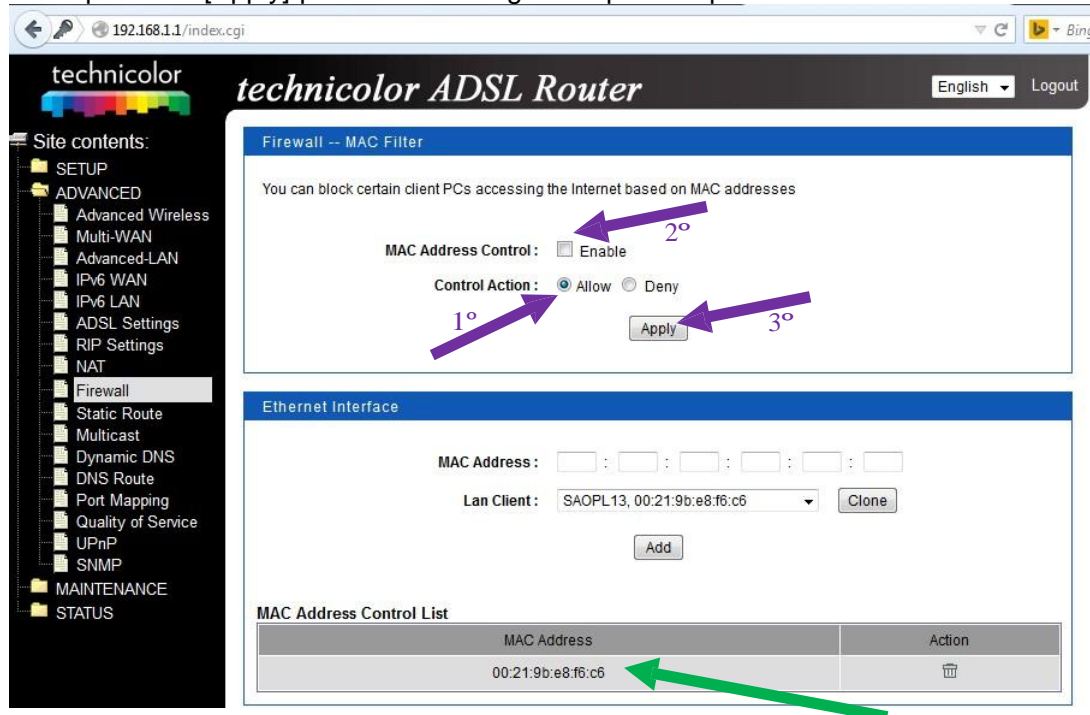 192.168.1.1/index.cgi
Bing
technicolor
technicolor ADSL Router
English
Logout
Site contents:
SETUP
ADVANCED
Advanced Wireless
Multi-WAN
Advanced-LAN
IPv6 WAN
IPv6 LAN
ADSL Settings
RIP Settings
NAT
Firewall
Static Route
Multicast
Dynamic DNS
DNS Route
Port Mapping
Quality of Service
UPnP
SNMP
MAINTENANCE
STATUS
Firewall -- MAC Filter
You can block certain client PCs accessing the Internet based on MAC addresses
2º
MAC Address Control : Enable
Control Action : Allow Deny
1º
Apply
3º
Ethernet Interface
MAC Address : : : : : :
Lan Client : SAOPL13, 00:21:9b:e8:f6:c6 Clone
Add
MAC Address Control List
MAC Address Action
00:21:9b:e8:f6:c6